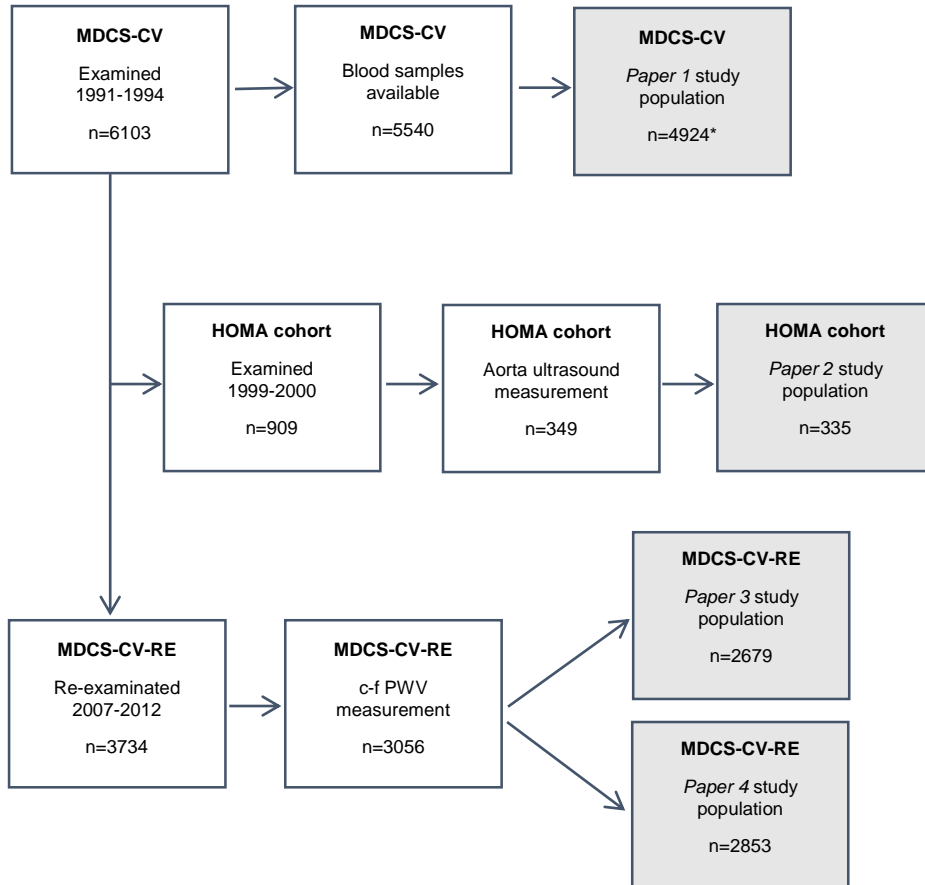 MDCS-CV
Examined
1991-1994
n=6103
MDCS-CV
Blood samples
available
n=5540
MDCS-CV
Paper 1 study
population
n=4924*
HOMA cohort
Examined
1999-2000
n=909
HOMA cohort
Aorta ultrasound
measurement
n=349
HOMA cohort
Paper 2 study
population
n=335
MDCS-CV-RE
Re-examinated
2007-2012
n=3734
MDCS-CV-RE
c-f PWV
measurement
n=3056
MDCS-CV-RE
Paper 3 study
population
n=2679
MDCS-CV-RE
Paper 4 study
population
n=2853